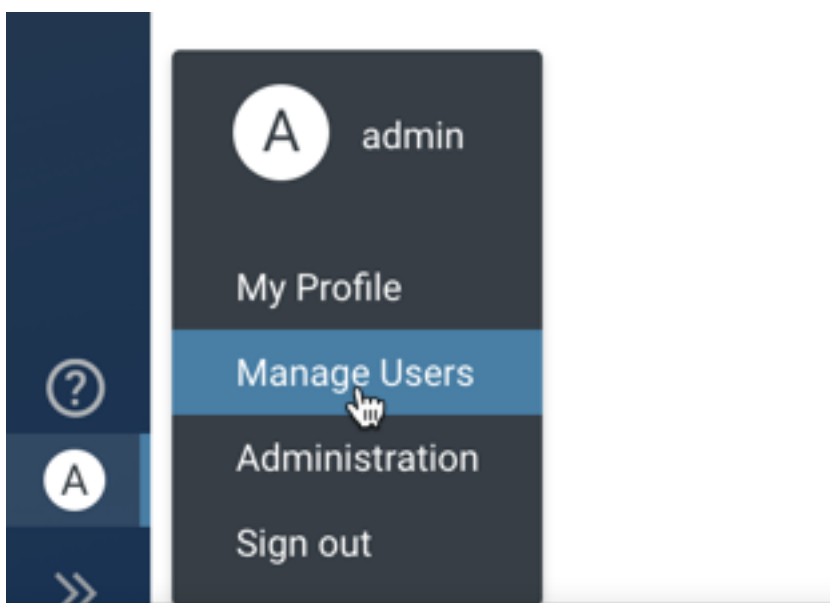 A admin
My Profile
Manage Users
?
Administration
A
Sign out